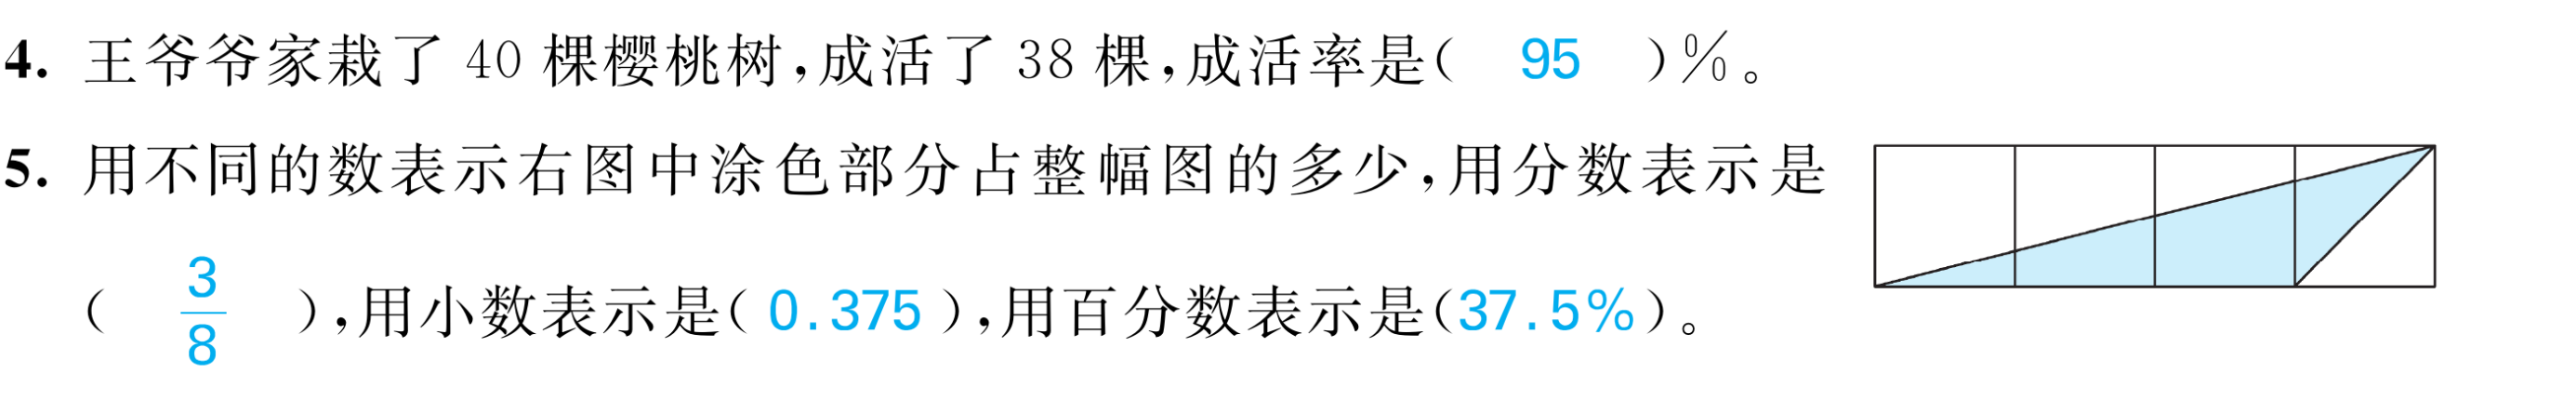 4. 王爷爷家栽了 40 棵樱桃树,成活了 38 棵,成活率是( 95 )%。
5. 用不同的数表示右图中涂色部分占整幅图的多少,用分数表示是
( 3/8 ),用小数表示是( 0.375 ),用百分数表示是(37.5%)。